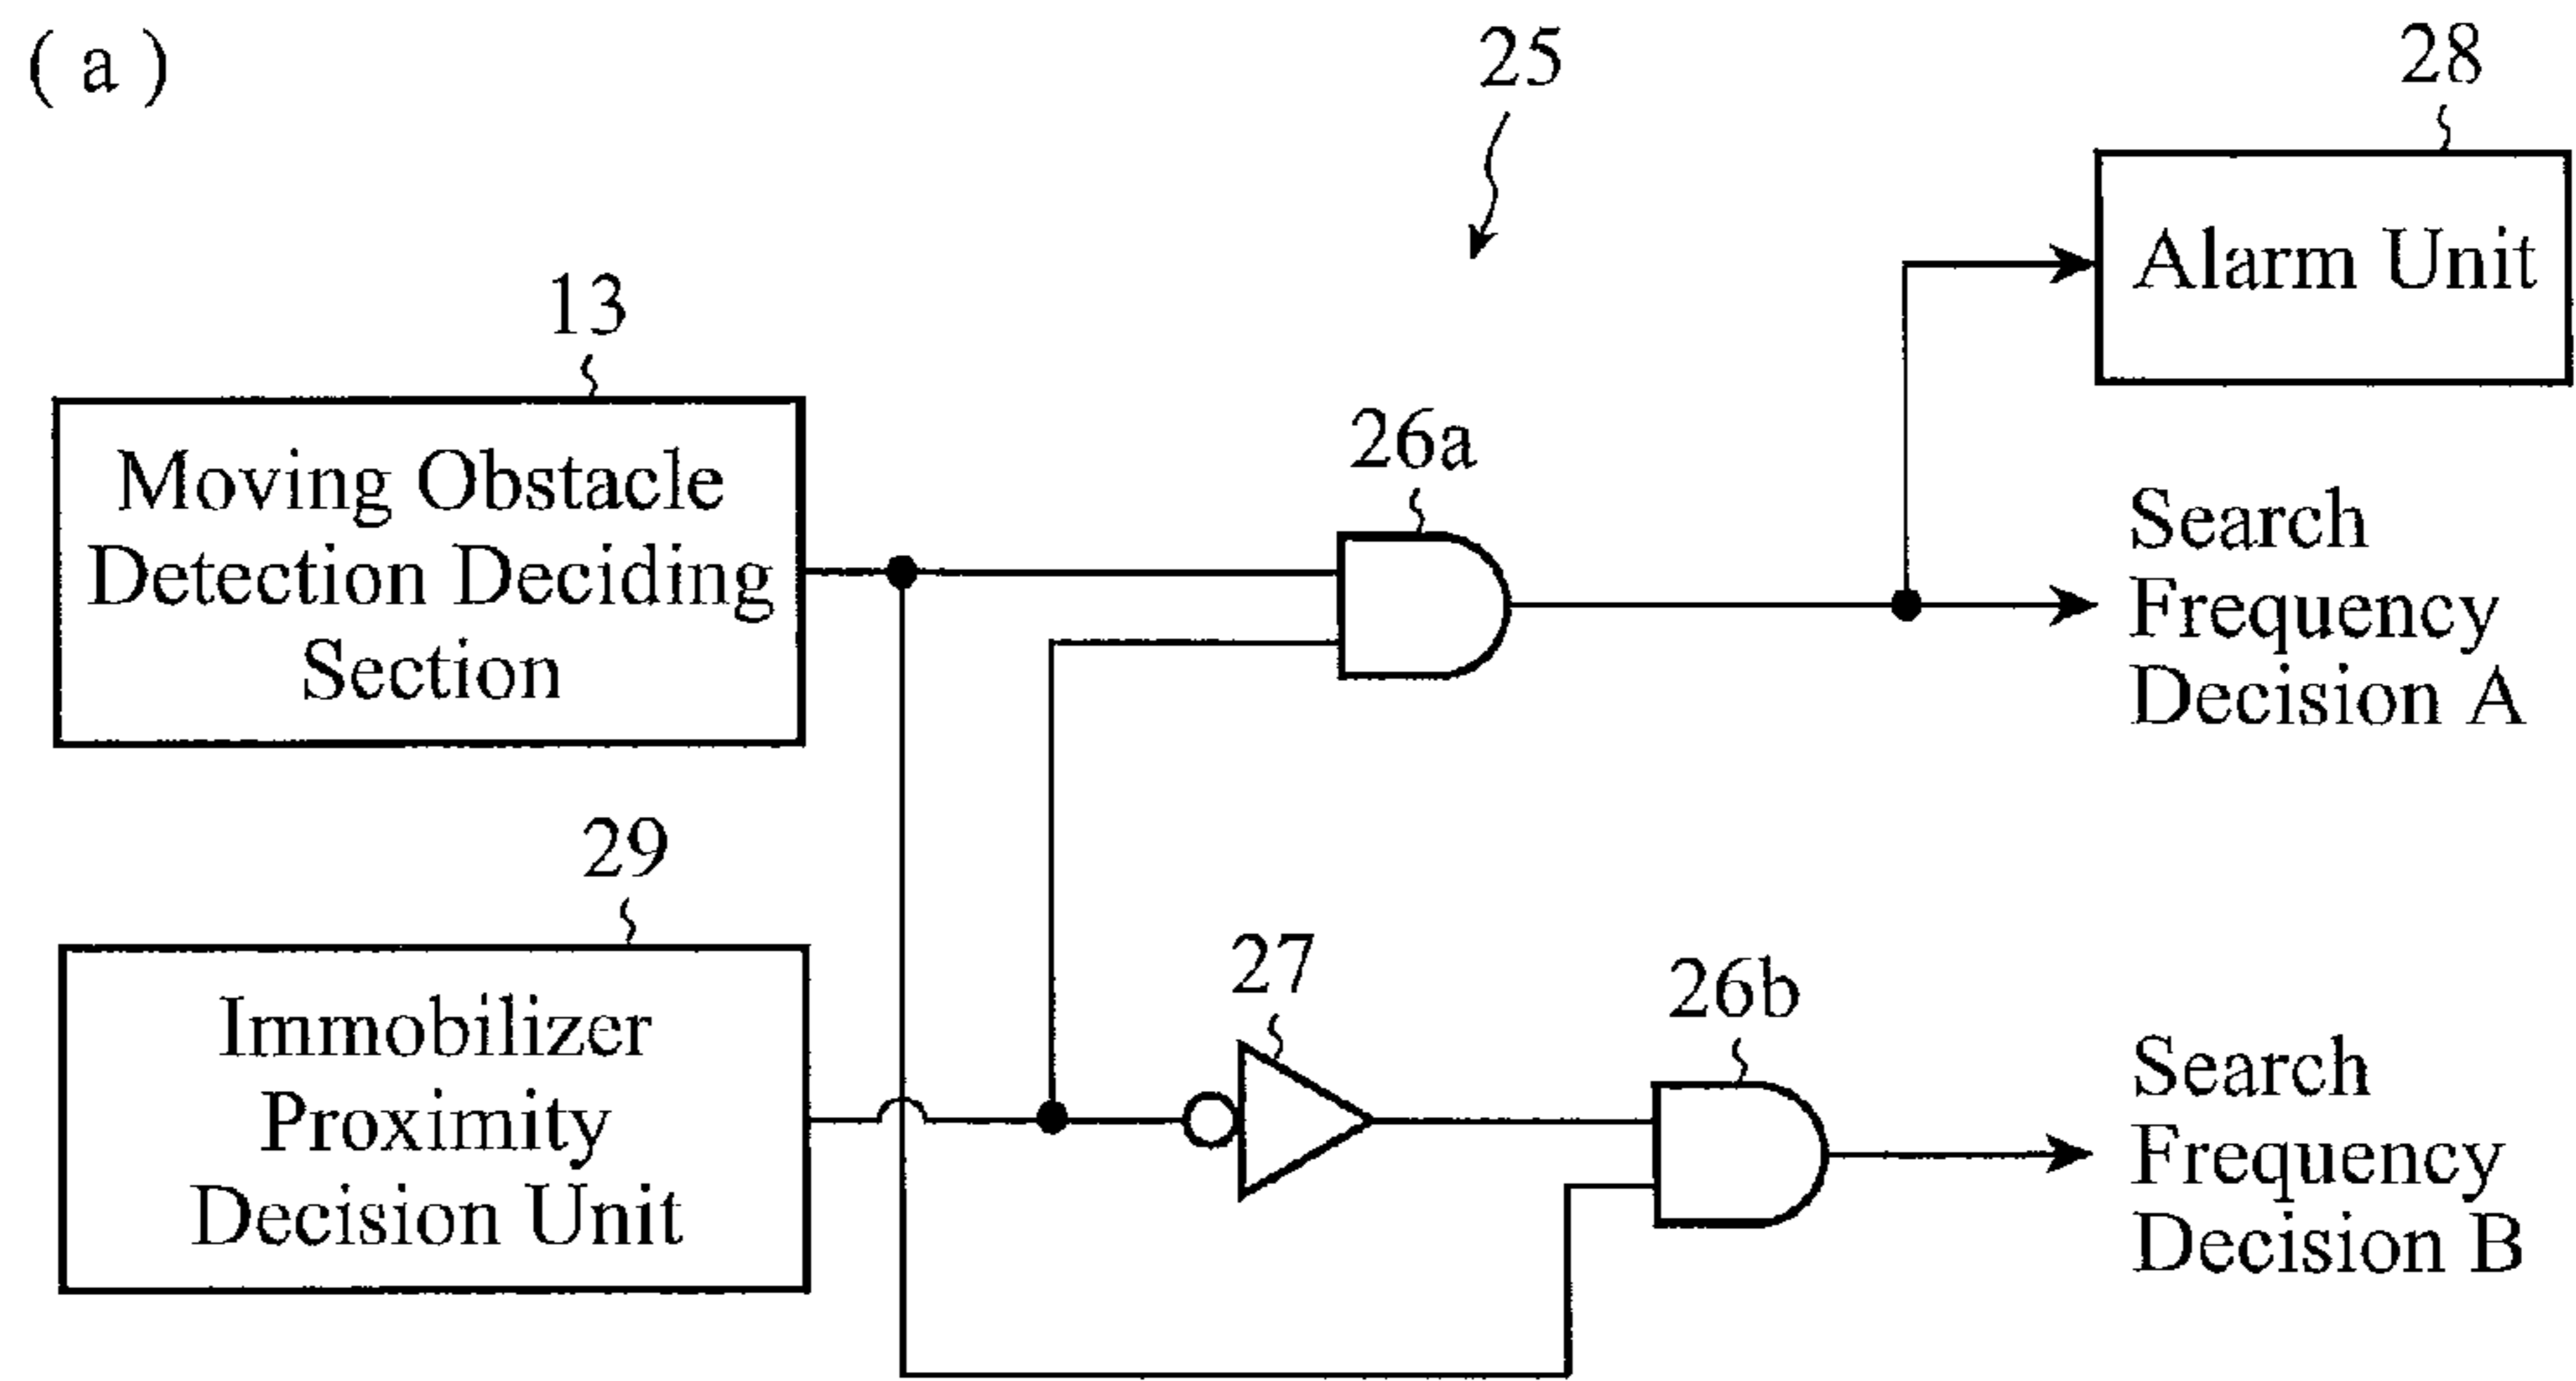 ( a )
25
28
Alarm Unit
13
Moving Obstacle
Detection Deciding
Section
26a
Search
Frequency
Decision A
29
Immobilizer
Proximity
Decision Unit
27
26b
Search
Frequency
Decision B